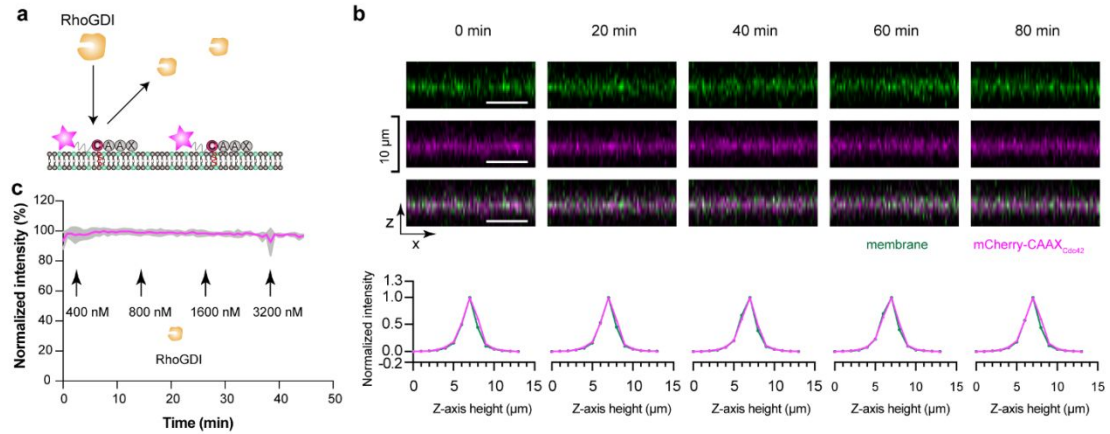 a
RhoGDI
C A A X
C A A X
b
0 min
20 min
40 min
60 min
80 min
10 µm
z
x
membrane
mCherry-CAAX Cdc42
Normalized intensity
1.3
1.0
0.5
0.0
-0.2
0 5 10 15
0 5 10 15
0 5 10 15
0 5 10 15
0 5 10 15
Z-axis height (µm)
Z-axis height (µm)
Z-axis height (µm)
Z-axis height (µm)
Z-axis height (µm)
c
Normalized intensity (%)
120
100
80
60
40
20
0
400 nM
800 nM
1600 nM
3200 nM
RhoGDI
0 10 20 30 40 50
Time (min)